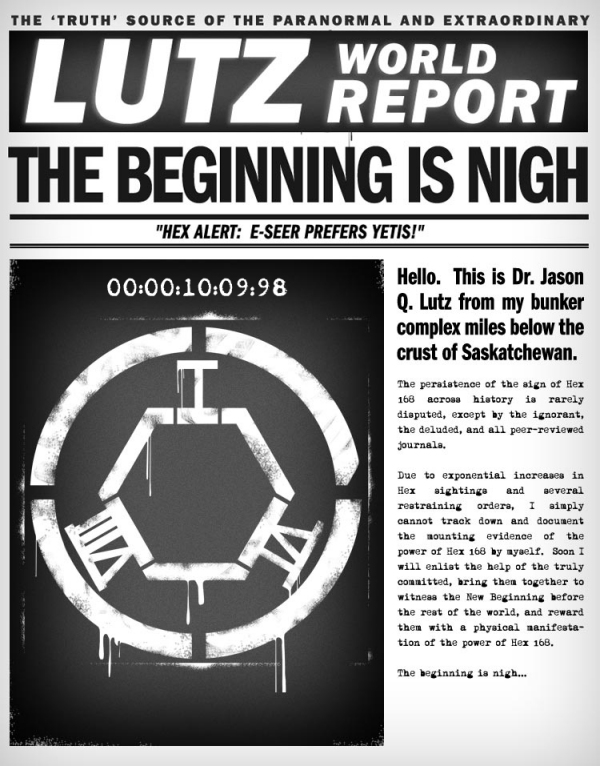 THE ‘TRUTH’ SOURCE OF THE PARANORMAL AND EXTRAORDINARY
LUTZ WORLD
REPORT
THE BEGINNING IS NIGH
"HEX ALERT: E-SEER PREFERS YETIS!"
00:00:10:09:98
I
VIII
VI
Hello. This is Dr. Jason
Q. Lutz from my bunker
complex miles below the
crust of Saskatchewan.
The persistence of the sign of Hex
168 across history is rarely
disputed, except by the ignorant,
the deluded, and all peer-reviewed
journals.
Due to exponential increases in
Hex sightings and several
restraining orders, I simply
cannot track down and document
the mounting evidence of the
power of Hex 168 by myself. Soon I
will enlist the help of the truly
committed, bring them together to
witness the New Beginning before
the rest of the world, and reward
them with a physical manifesta-
tion of the power of Hex 168.
The beginning is nigh...